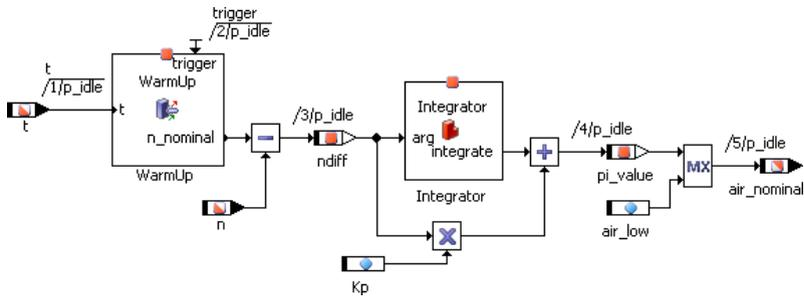 trigger
/2/p_idle
t
/1/p_idle
trigger
WarmUp
t
t
n_nominal
WarmUp
n
/3/p_idle
ndiff
Integrator
arg
integrate
Integrator
Kp
/4/p_idle
pi_value
air_low
MX
/5/p_idle
air_nominal